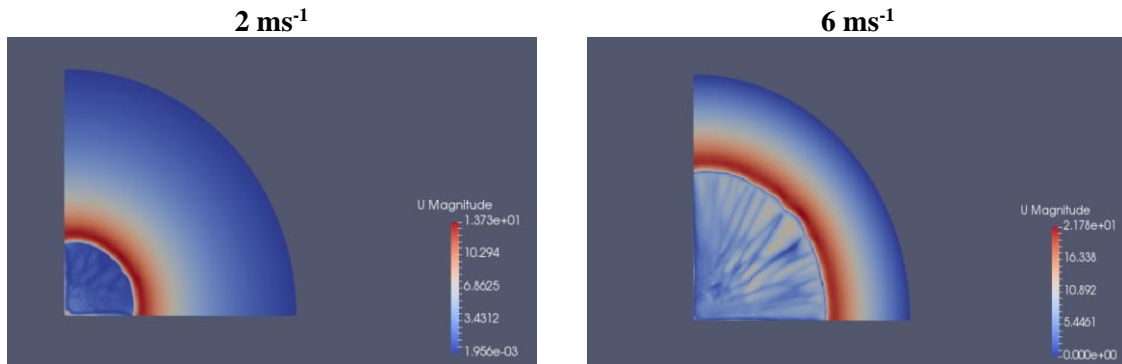 2 ms⁻¹
6 ms⁻¹
U Magnitude
1.373e+01
10.294
6.8625
3.4312
1.956e-03
U Magnitude
2.178e+01
16.338
10.892
5.4461
0.000e+00